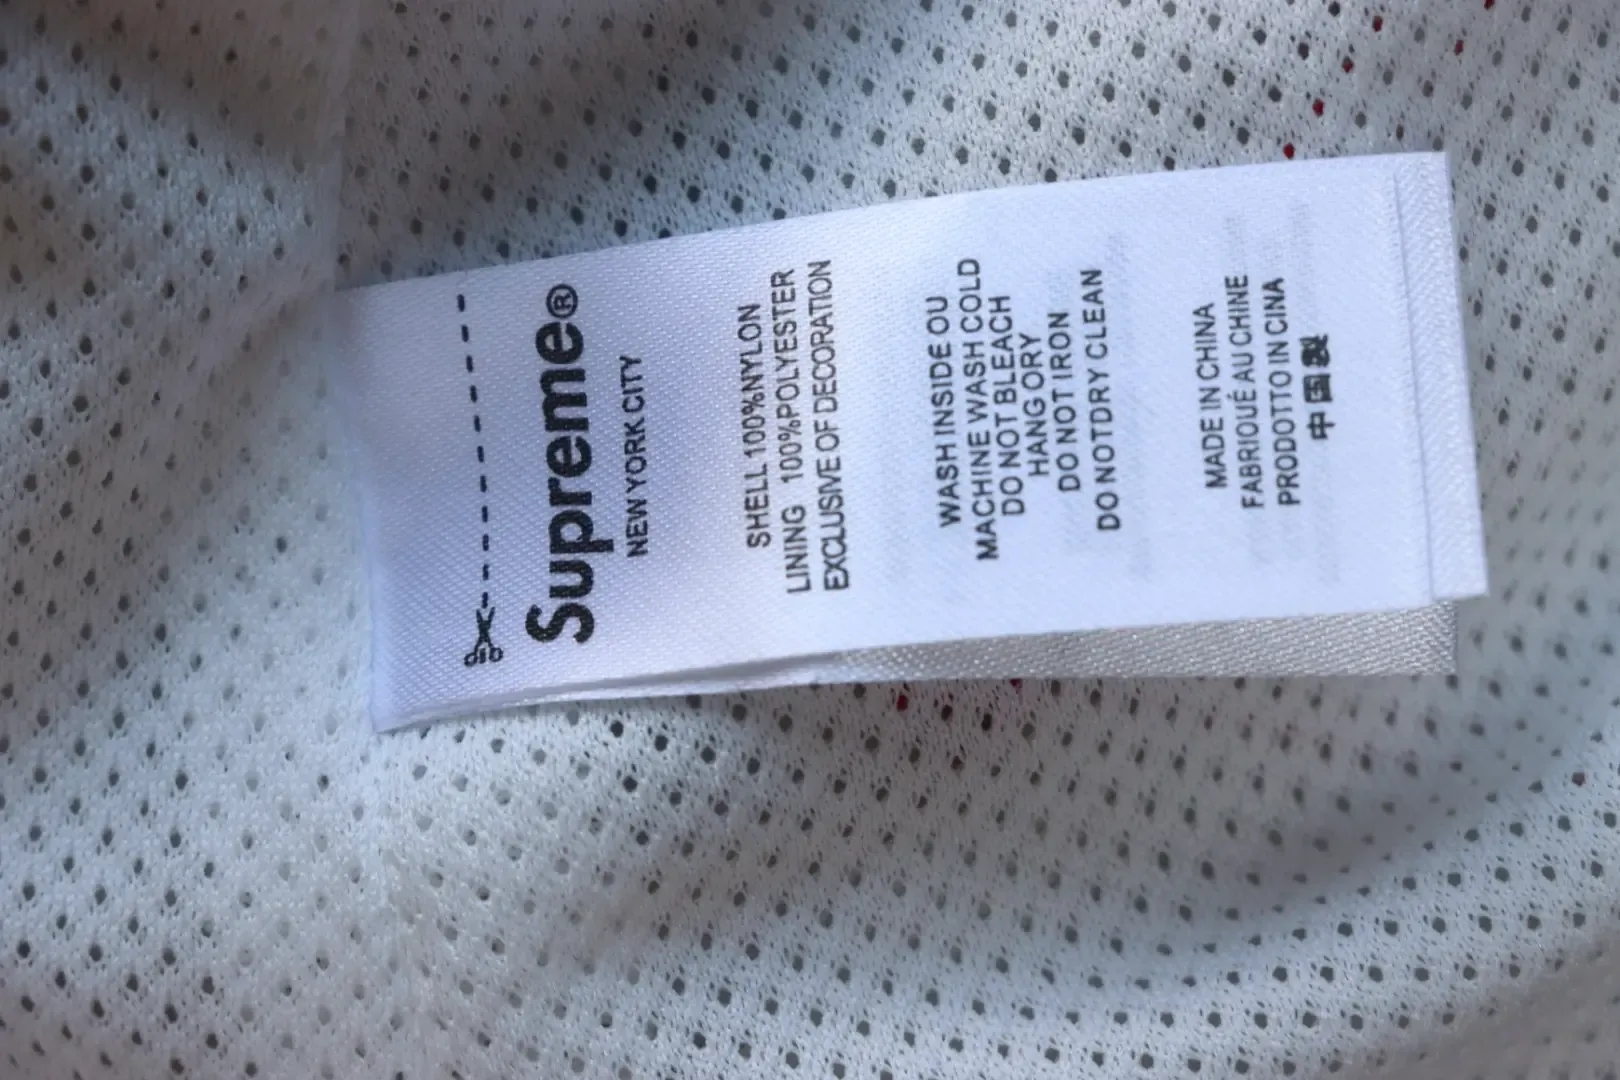 Supreme®
NEW YORK CITY
SHELL 100%NYLON
LINING 100%POLYESTER
EXCLUSIVE OF DECORATION
WASH INSIDE OU
MACHINE WASH COLD
DO NOT BLEACH
HANG ORY
DO NOT IRON
DO NOTDRY CLEAN
MADE IN CHINA
FABRIOUÉ AU CHINE
PRODOTTO IN CINA
中国製